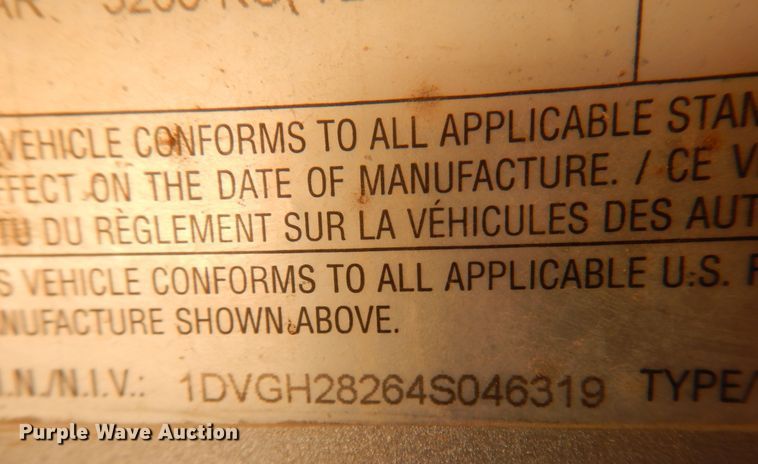 VEHICLE CONFORMS TO ALL APPLICABLE STAN
FFECT ON THE DATE OF MANUFACTURE. / CE V
TU DU RÈGLEMENT SUR LA VÉHICULES DES AUT
S VEHICLE CONFORMS TO ALL APPLICABLE U.S. F
NUFACTURE SHOWN ABOVE.
I.N./N.I.V.: 1DVGH28264S046319 TYPE/
Purple Wave Auction